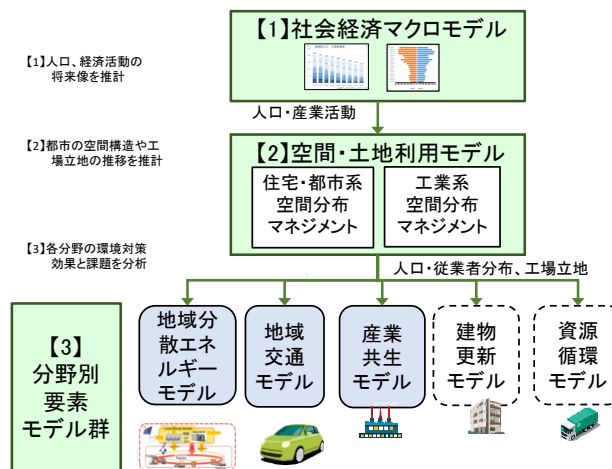 【1】社会経済マクロモデル
【1】人口、経済活動の
将来像を推計
人口・産業活動
【2】都市の空間構造や工
場立地の推移を推計
【2】空間・土地利用モデル
住宅・都市系
空間分布
マネジメント
工業系
空間分布
マネジメント
【3】各分野の環境対策
効果と課題を分析
人口・従業者分布、工場立地
【3】
分野別
要素
モデル群
地域分
散エネ
ルギー
モデル
地域
交通
モデル
産業
共生
モデル
建物
更新
モデル
資源
循環
モデル